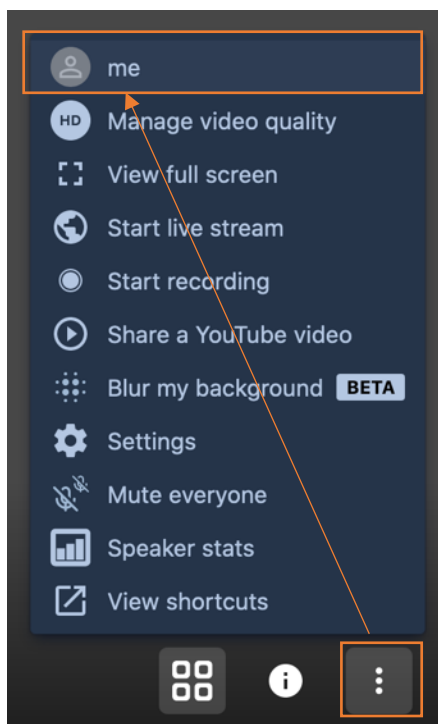 me
HD Manage video quality
View full screen
Start live stream
Start recording
Share a YouTube video
Blur my background BETA
Settings
Mute everyone
Speaker stats
View shortcuts
i